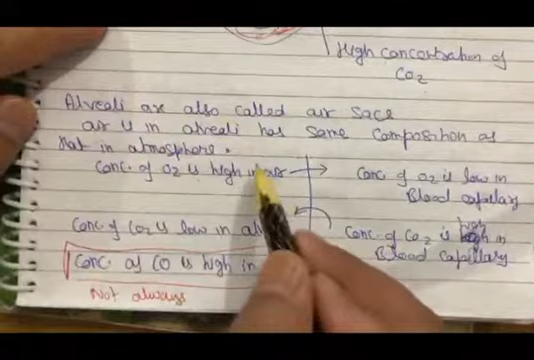 High concentration of
CO2
• Alveoli are also called air sacs
air is in alveoli has same composition as
that in atmosphere.
Conc. of O2 is high in
Conc. of O2 is low in
Blood capillary
Conc. of CO2 is low in al
Conc. of CO2 is high in
Blood capillary
Conc. of CO is high in
Not always